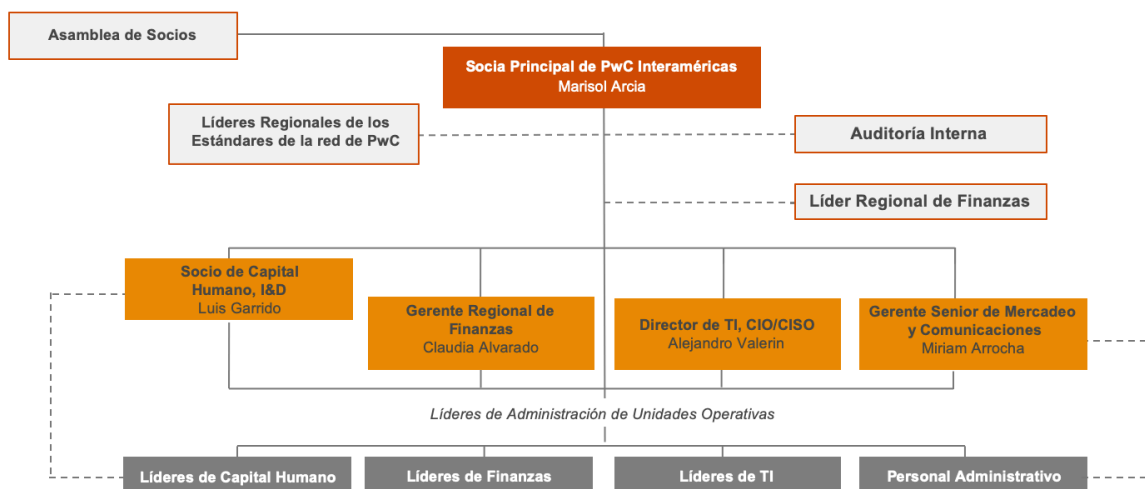 Asamblea de Socios
Socia Principal de PwC Interaméricas
Marisol Arcia
Líderes Regionales de los
Estándares de la red de PwC
Auditoría Interna
Líder Regional de Finanzas
Socio de Capital
Humano, I&D
Luis Garrido
Gerente Regional de
Finanzas
Claudia Alvarado
Director de TI, CIO/CISO
Alejandro Valerin
Gerente Senior de Mercadeo
y Comunicaciones
Miriam Arrocha
Líderes de Administración de Unidades Operativas
Líderes de Capital Humano
Líderes de Finanzas
Líderes de TI
Personal Administrativo